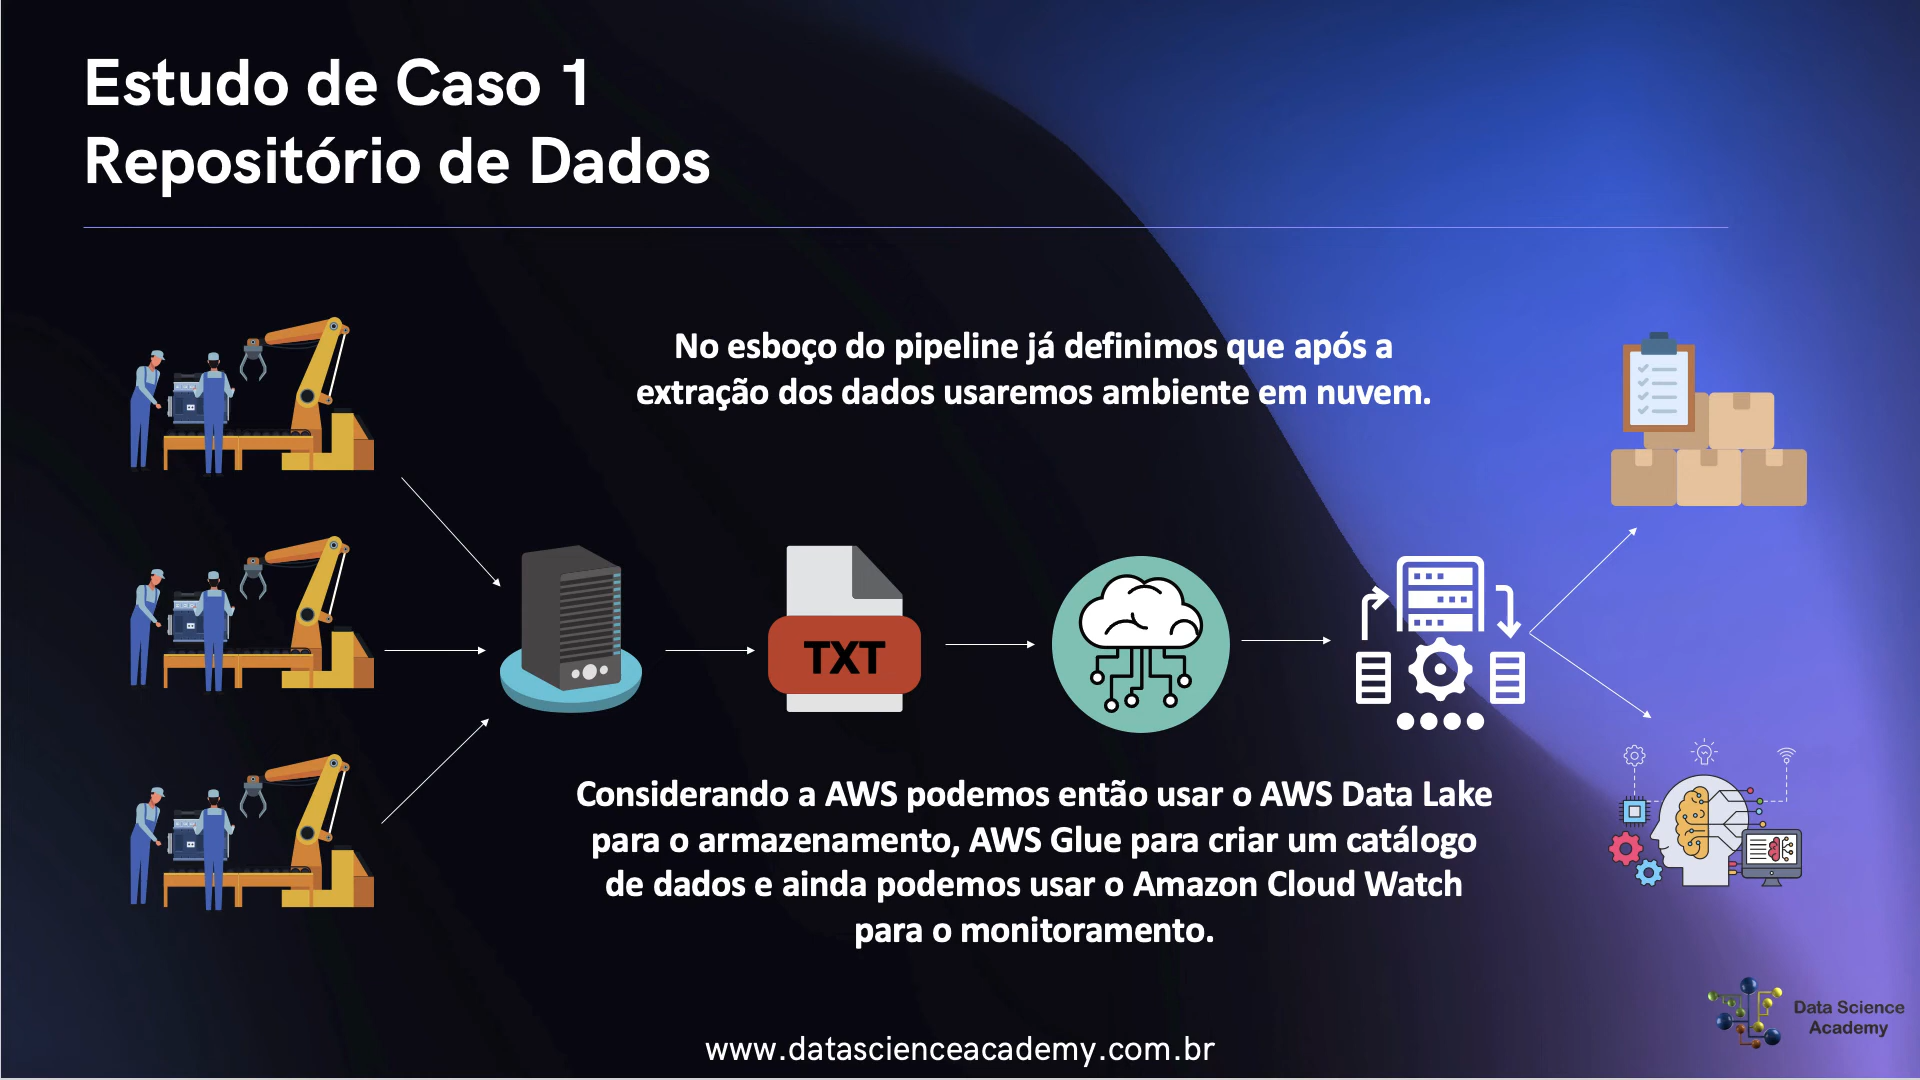 Estudo de Caso 1
Repositório de Dados
No esboço do pipeline já definimos que após a
extração dos dados usaremos ambiente em nuvem.
TXT
Considerando a AWS podemos então usar o AWS Data Lake
para o armazenamento, AWS Glue para criar um catálogo
de dados e ainda podemos usar o Amazon Cloud Watch
para o monitoramento.
Data Science
Academy
www.datascienceacademy.com.br